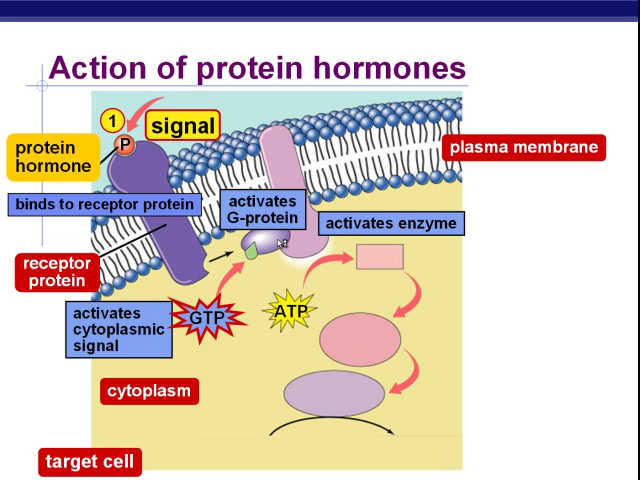 Action of protein hormones
1
signal
P
protein
hormone
plasma membrane
binds to receptor protein
activates
G-protein
activates enzyme
receptor
protein
activates
cytoplasmic
signal
GTP
ATP
cytoplasm
target cell